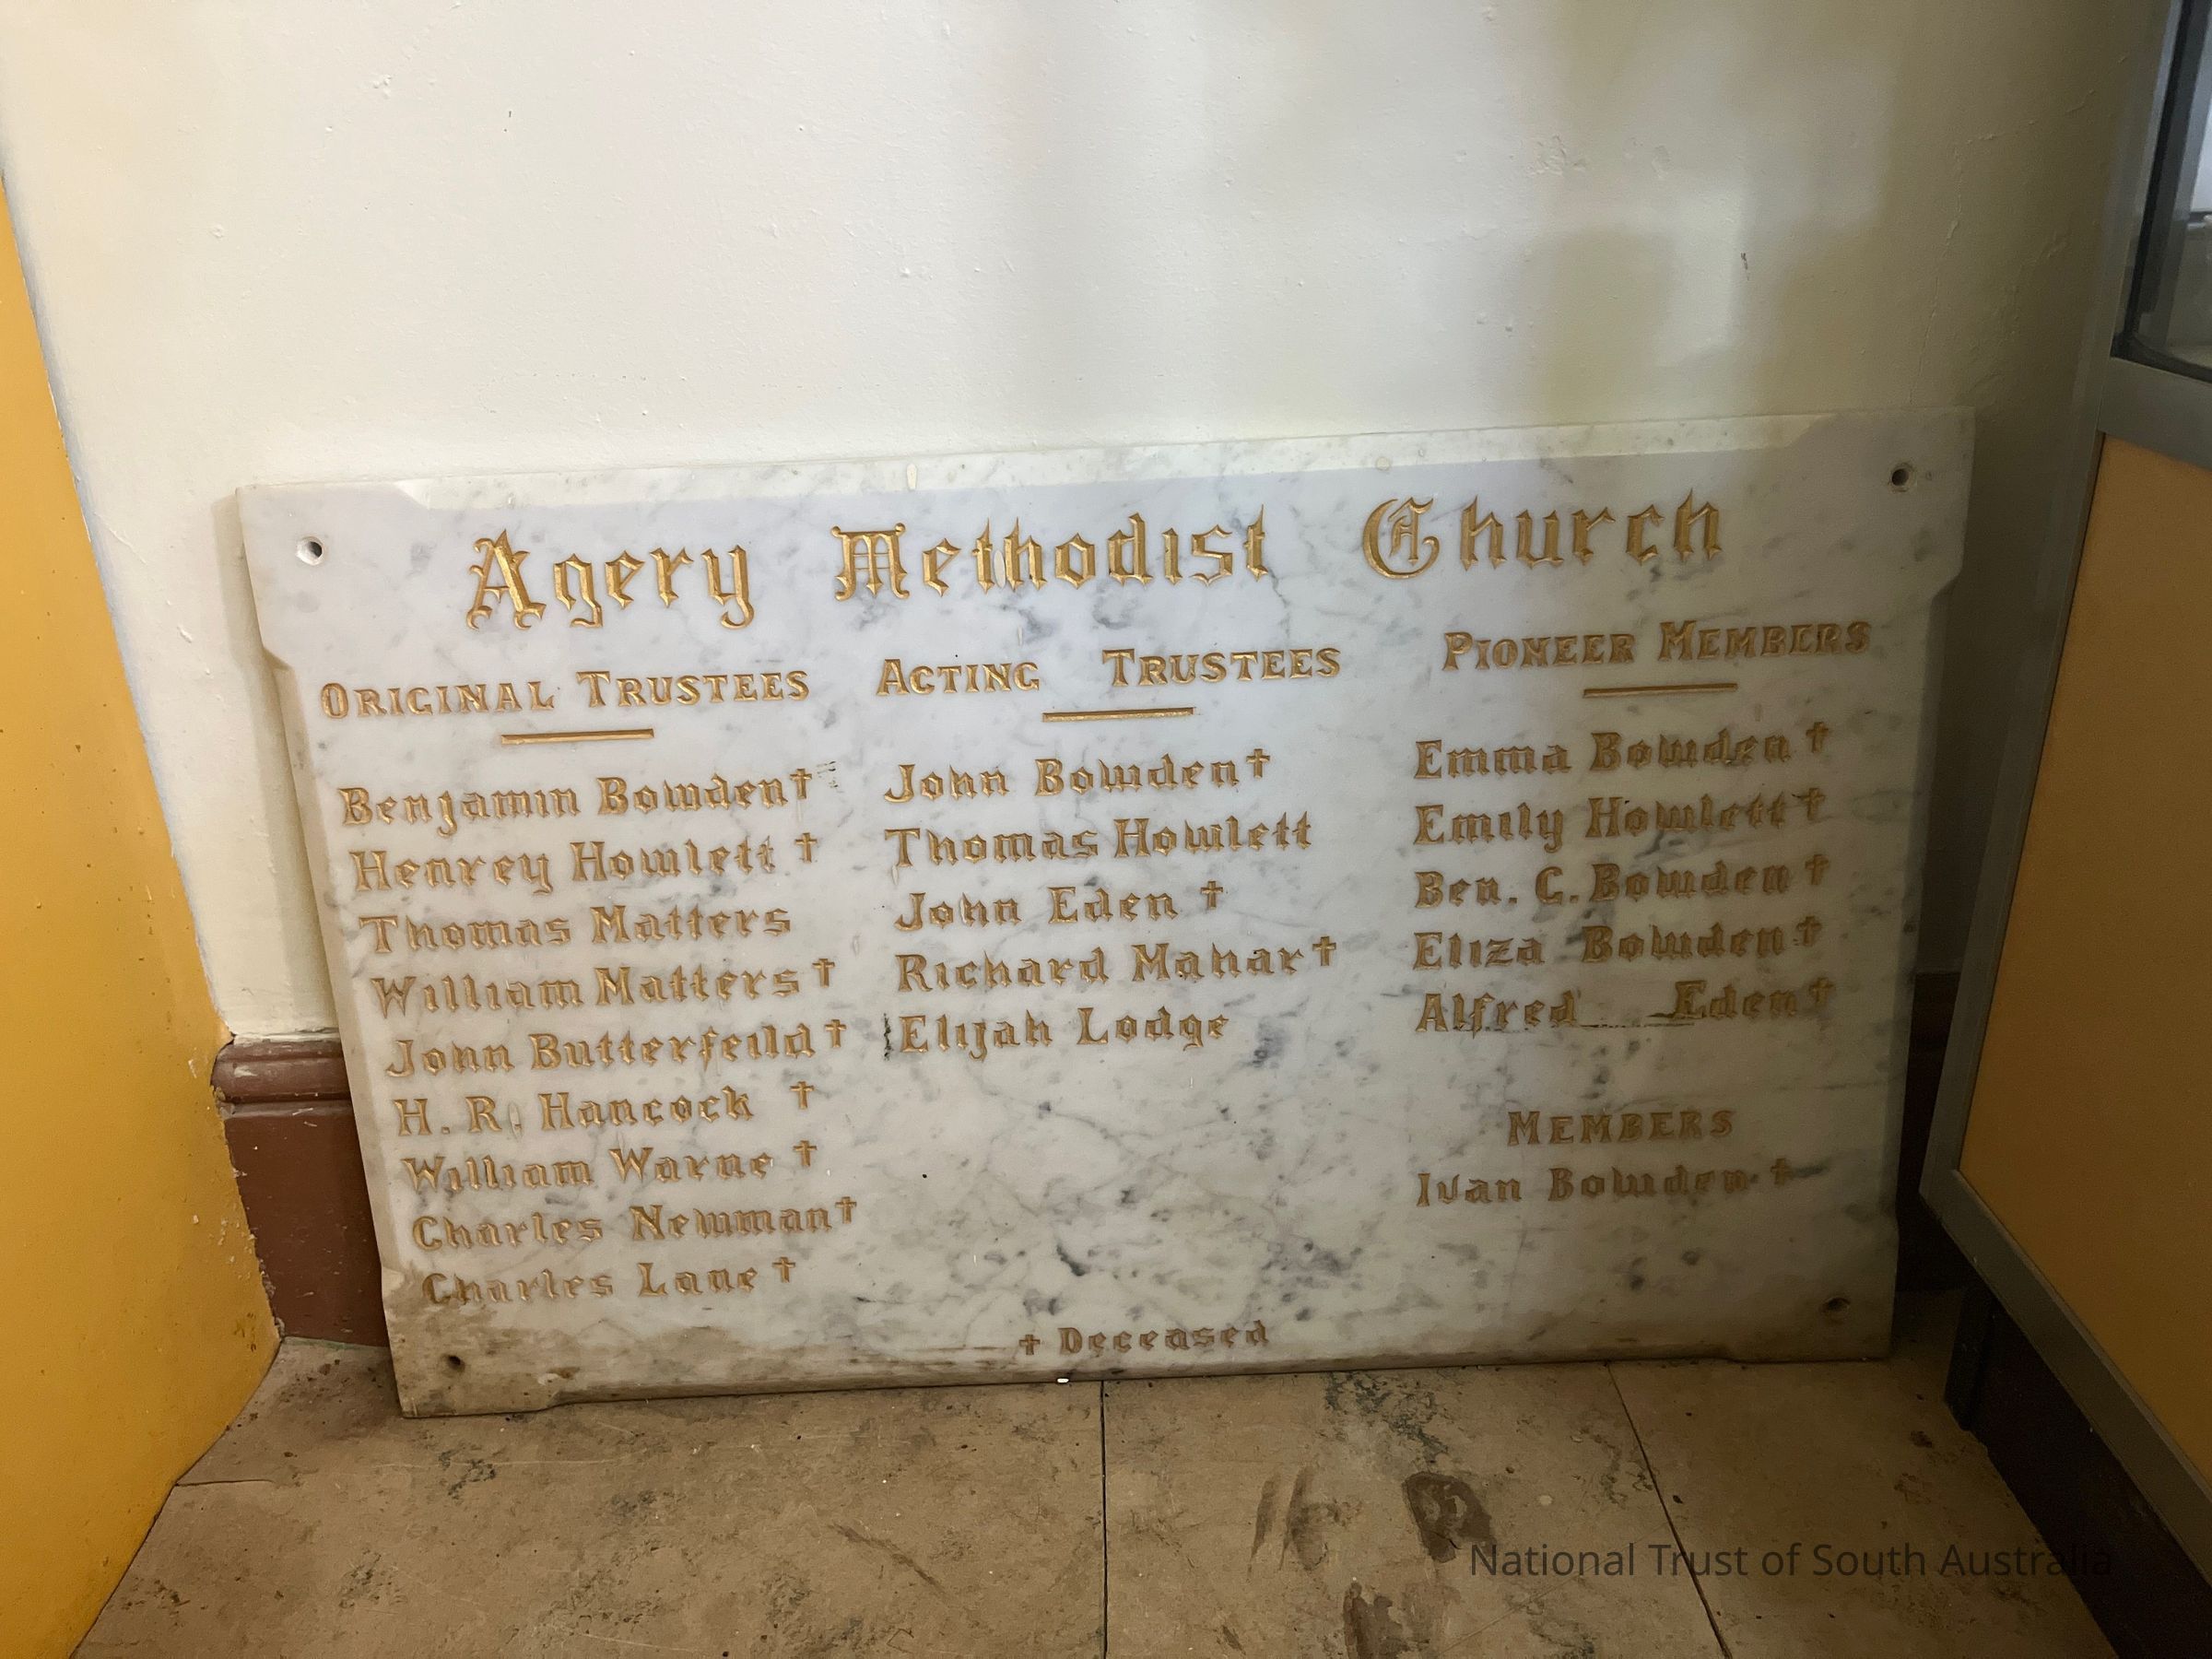 Agery Methodist Church
ORIGINAL TRUSTEES
Benjamin Bowden†
Henrey Howlett †
Thomas Matters
William Matters†
John Butterfeild†
H. R. Hancock †
William Warne †
Charles Newman†
Charles Lane†
ACTING TRUSTEES
John Bowden†
Thomas Howlett
John Eden †
Richard Mahar†
Elijah Lodge
PIONEER MEMBERS
Emma Bowden†
Emily Howlett†
Ben. C. Bowden†
Eliza Bowden†
Alfred Eden†
MEMBERS
Ivan Bowden †
† Deceased
National Trust of South Australia